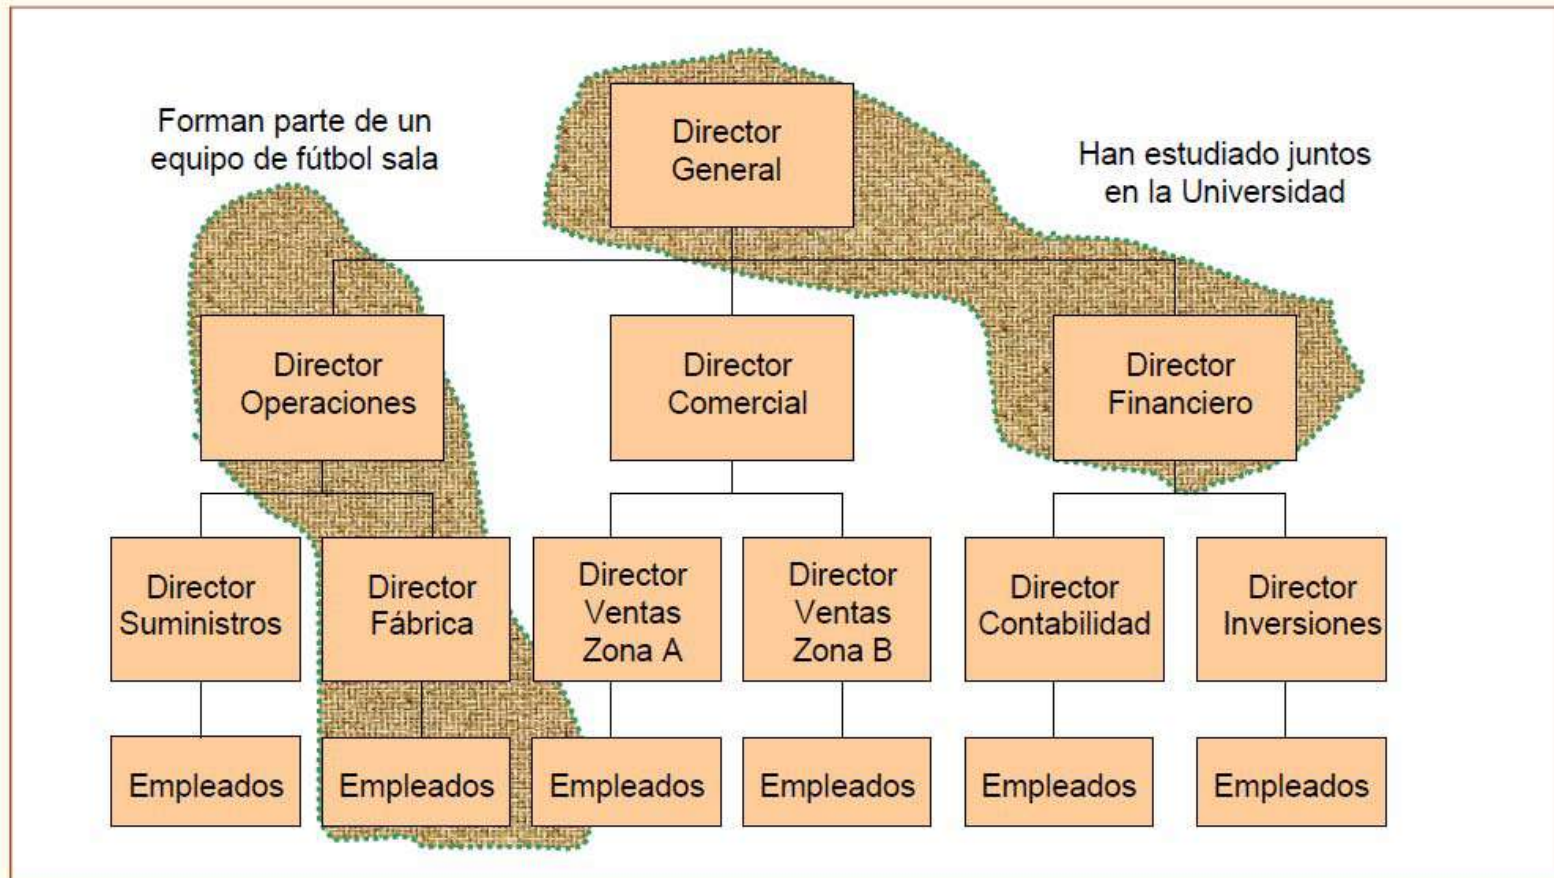 Forman parte de un
equipo de fútbol sala
Director
General
Han estudiado juntos
en la Universidad
Director
Operaciones
Director
Comercial
Director
Financiero
Director
Suministros
Director
Fábrica
Director
Ventas
Zona A
Director
Ventas
Zona B
Director
Contabilidad
Director
Inversiones
Empleados
Empleados
Empleados
Empleados
Empleados
Empleados